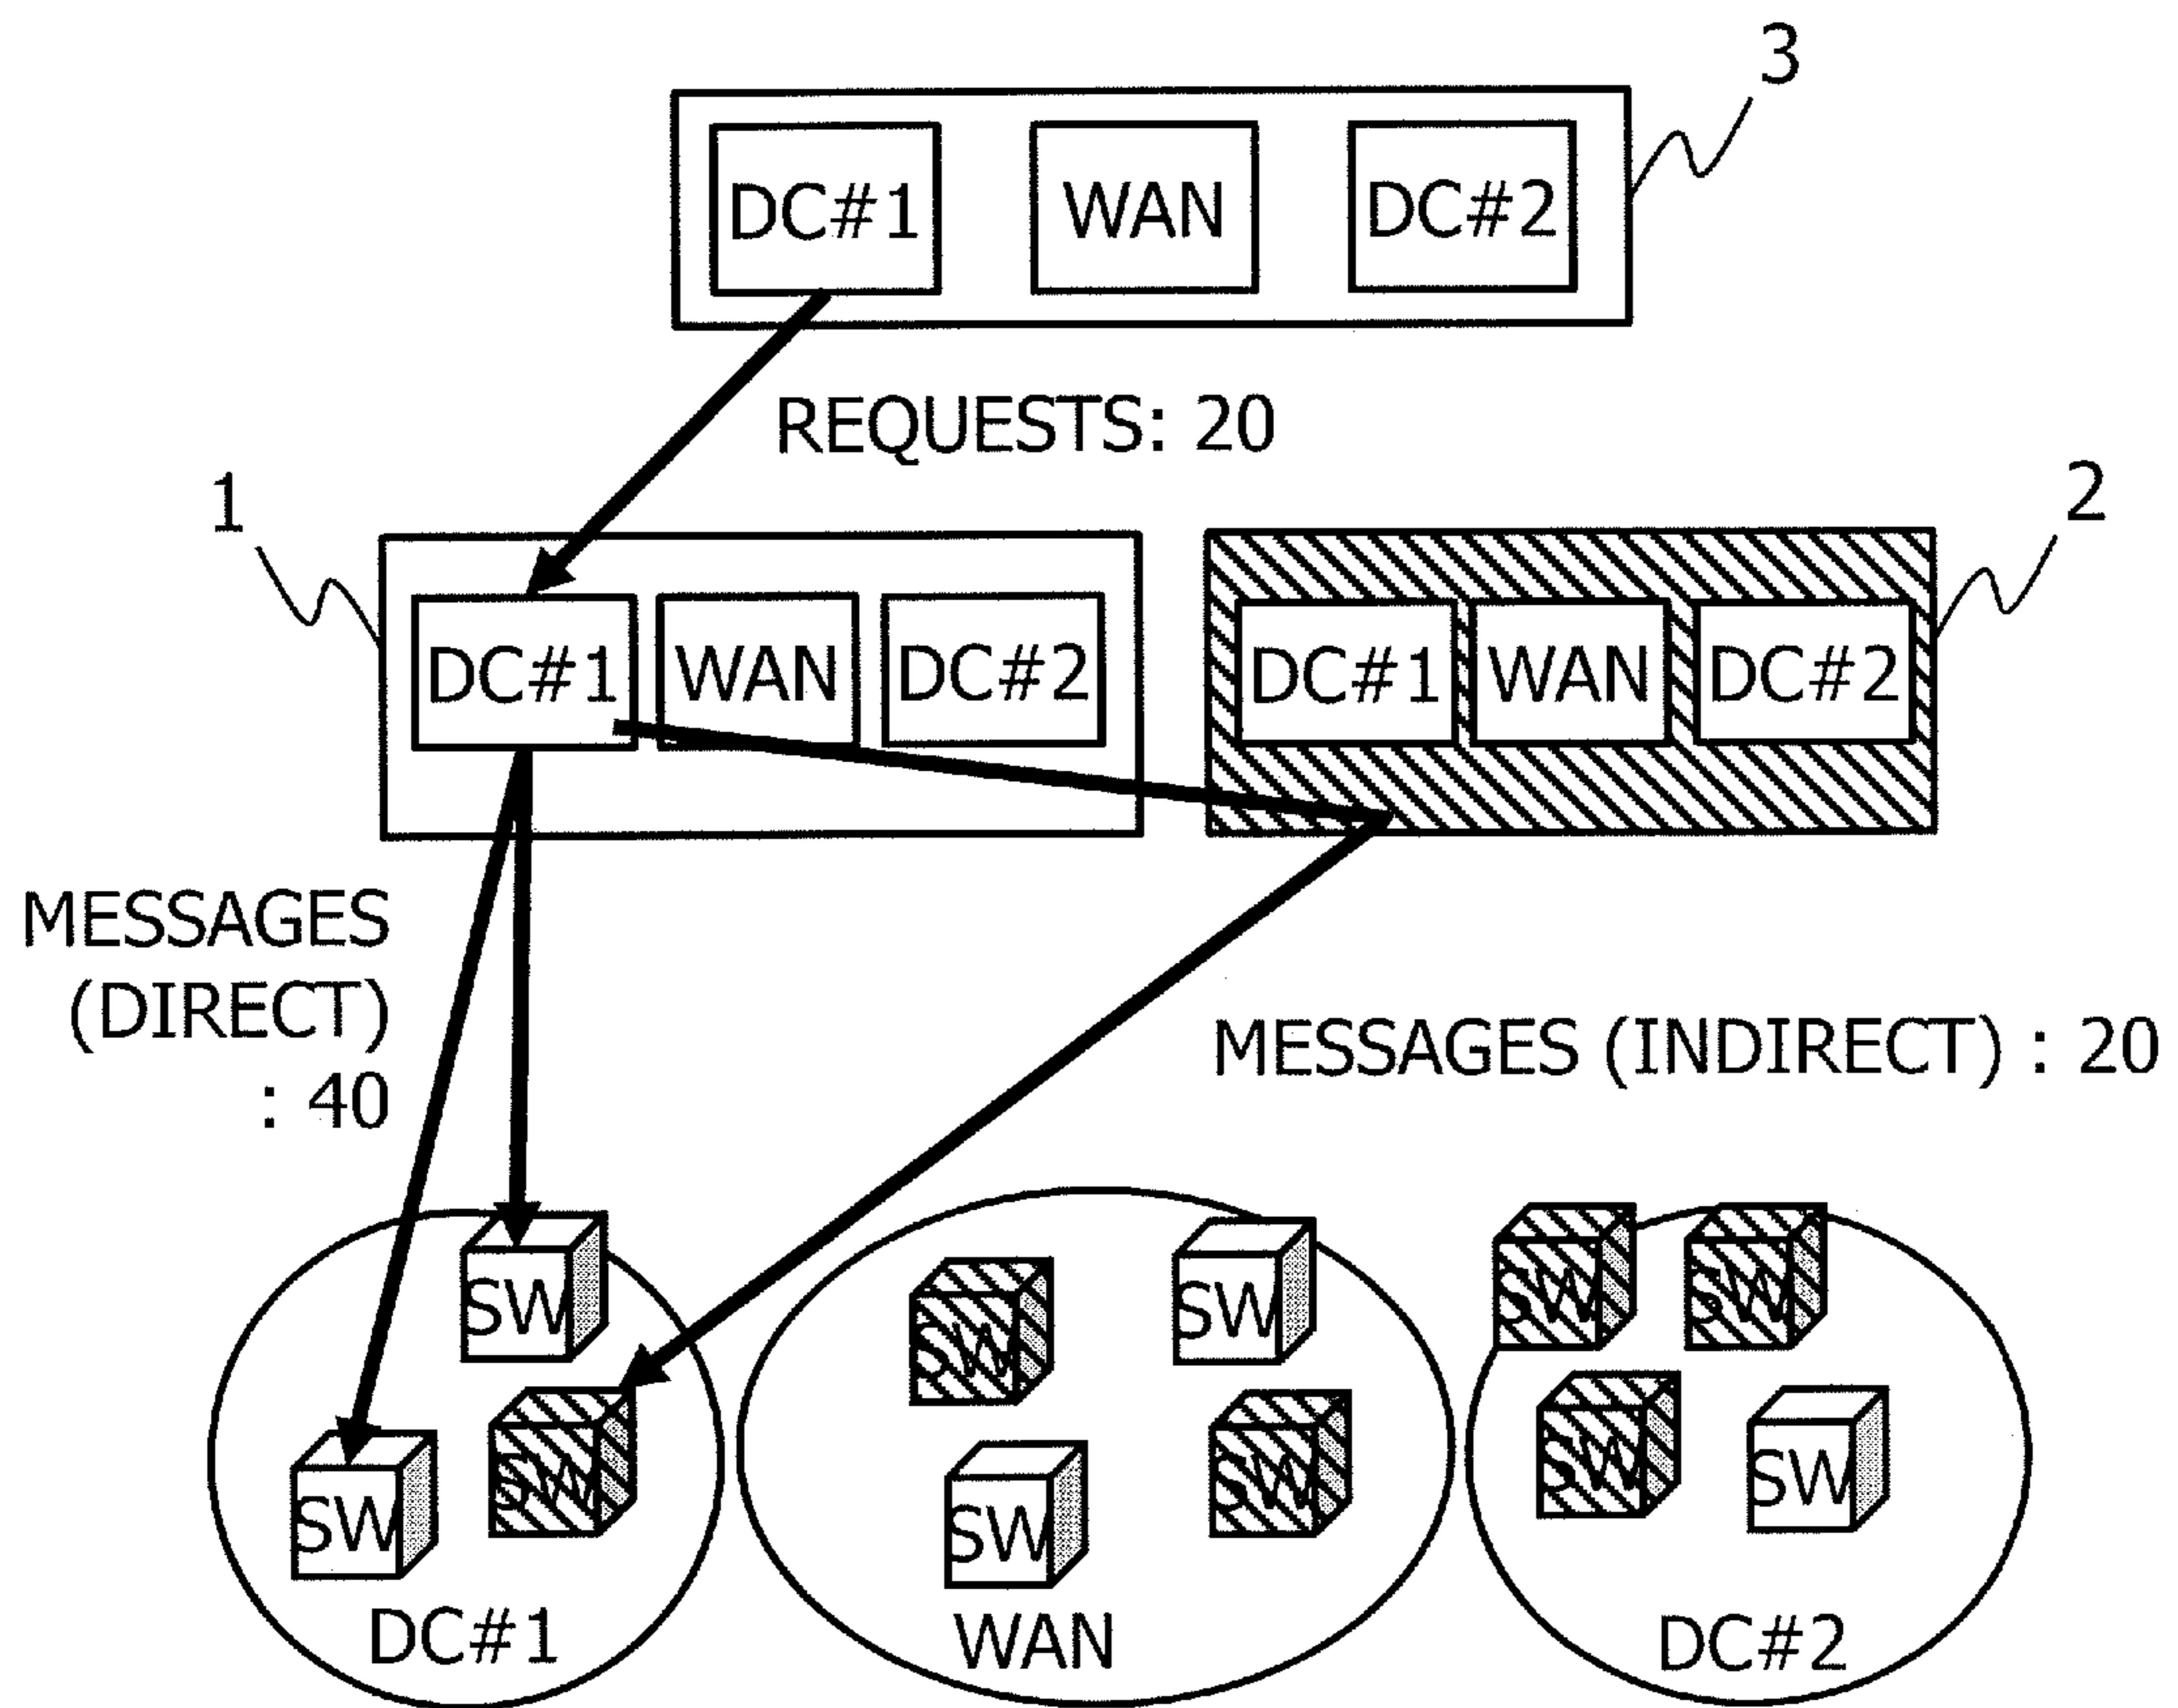 3
DC#1
WAN
DC#2
REQUESTS: 20
1
2
DC#1
WAN
DC#2
DC#1
WAN
DC#2
MESSAGES
(DIRECT)
: 40
MESSAGES (INDIRECT) : 20
SW
SW
SW
DC#1
SW
SW
SW
SW
WAN
SW
SW
SW
SW
DC#2